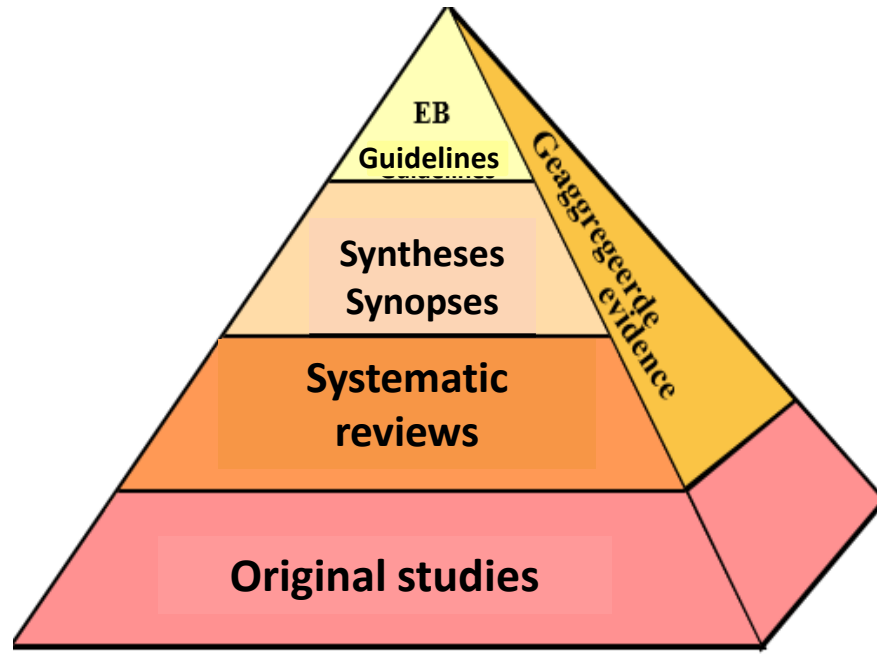 EB
Guidelines
Syntheses
Synopses
Systematic
reviews
Original studies
Geaggregeerde
evidence